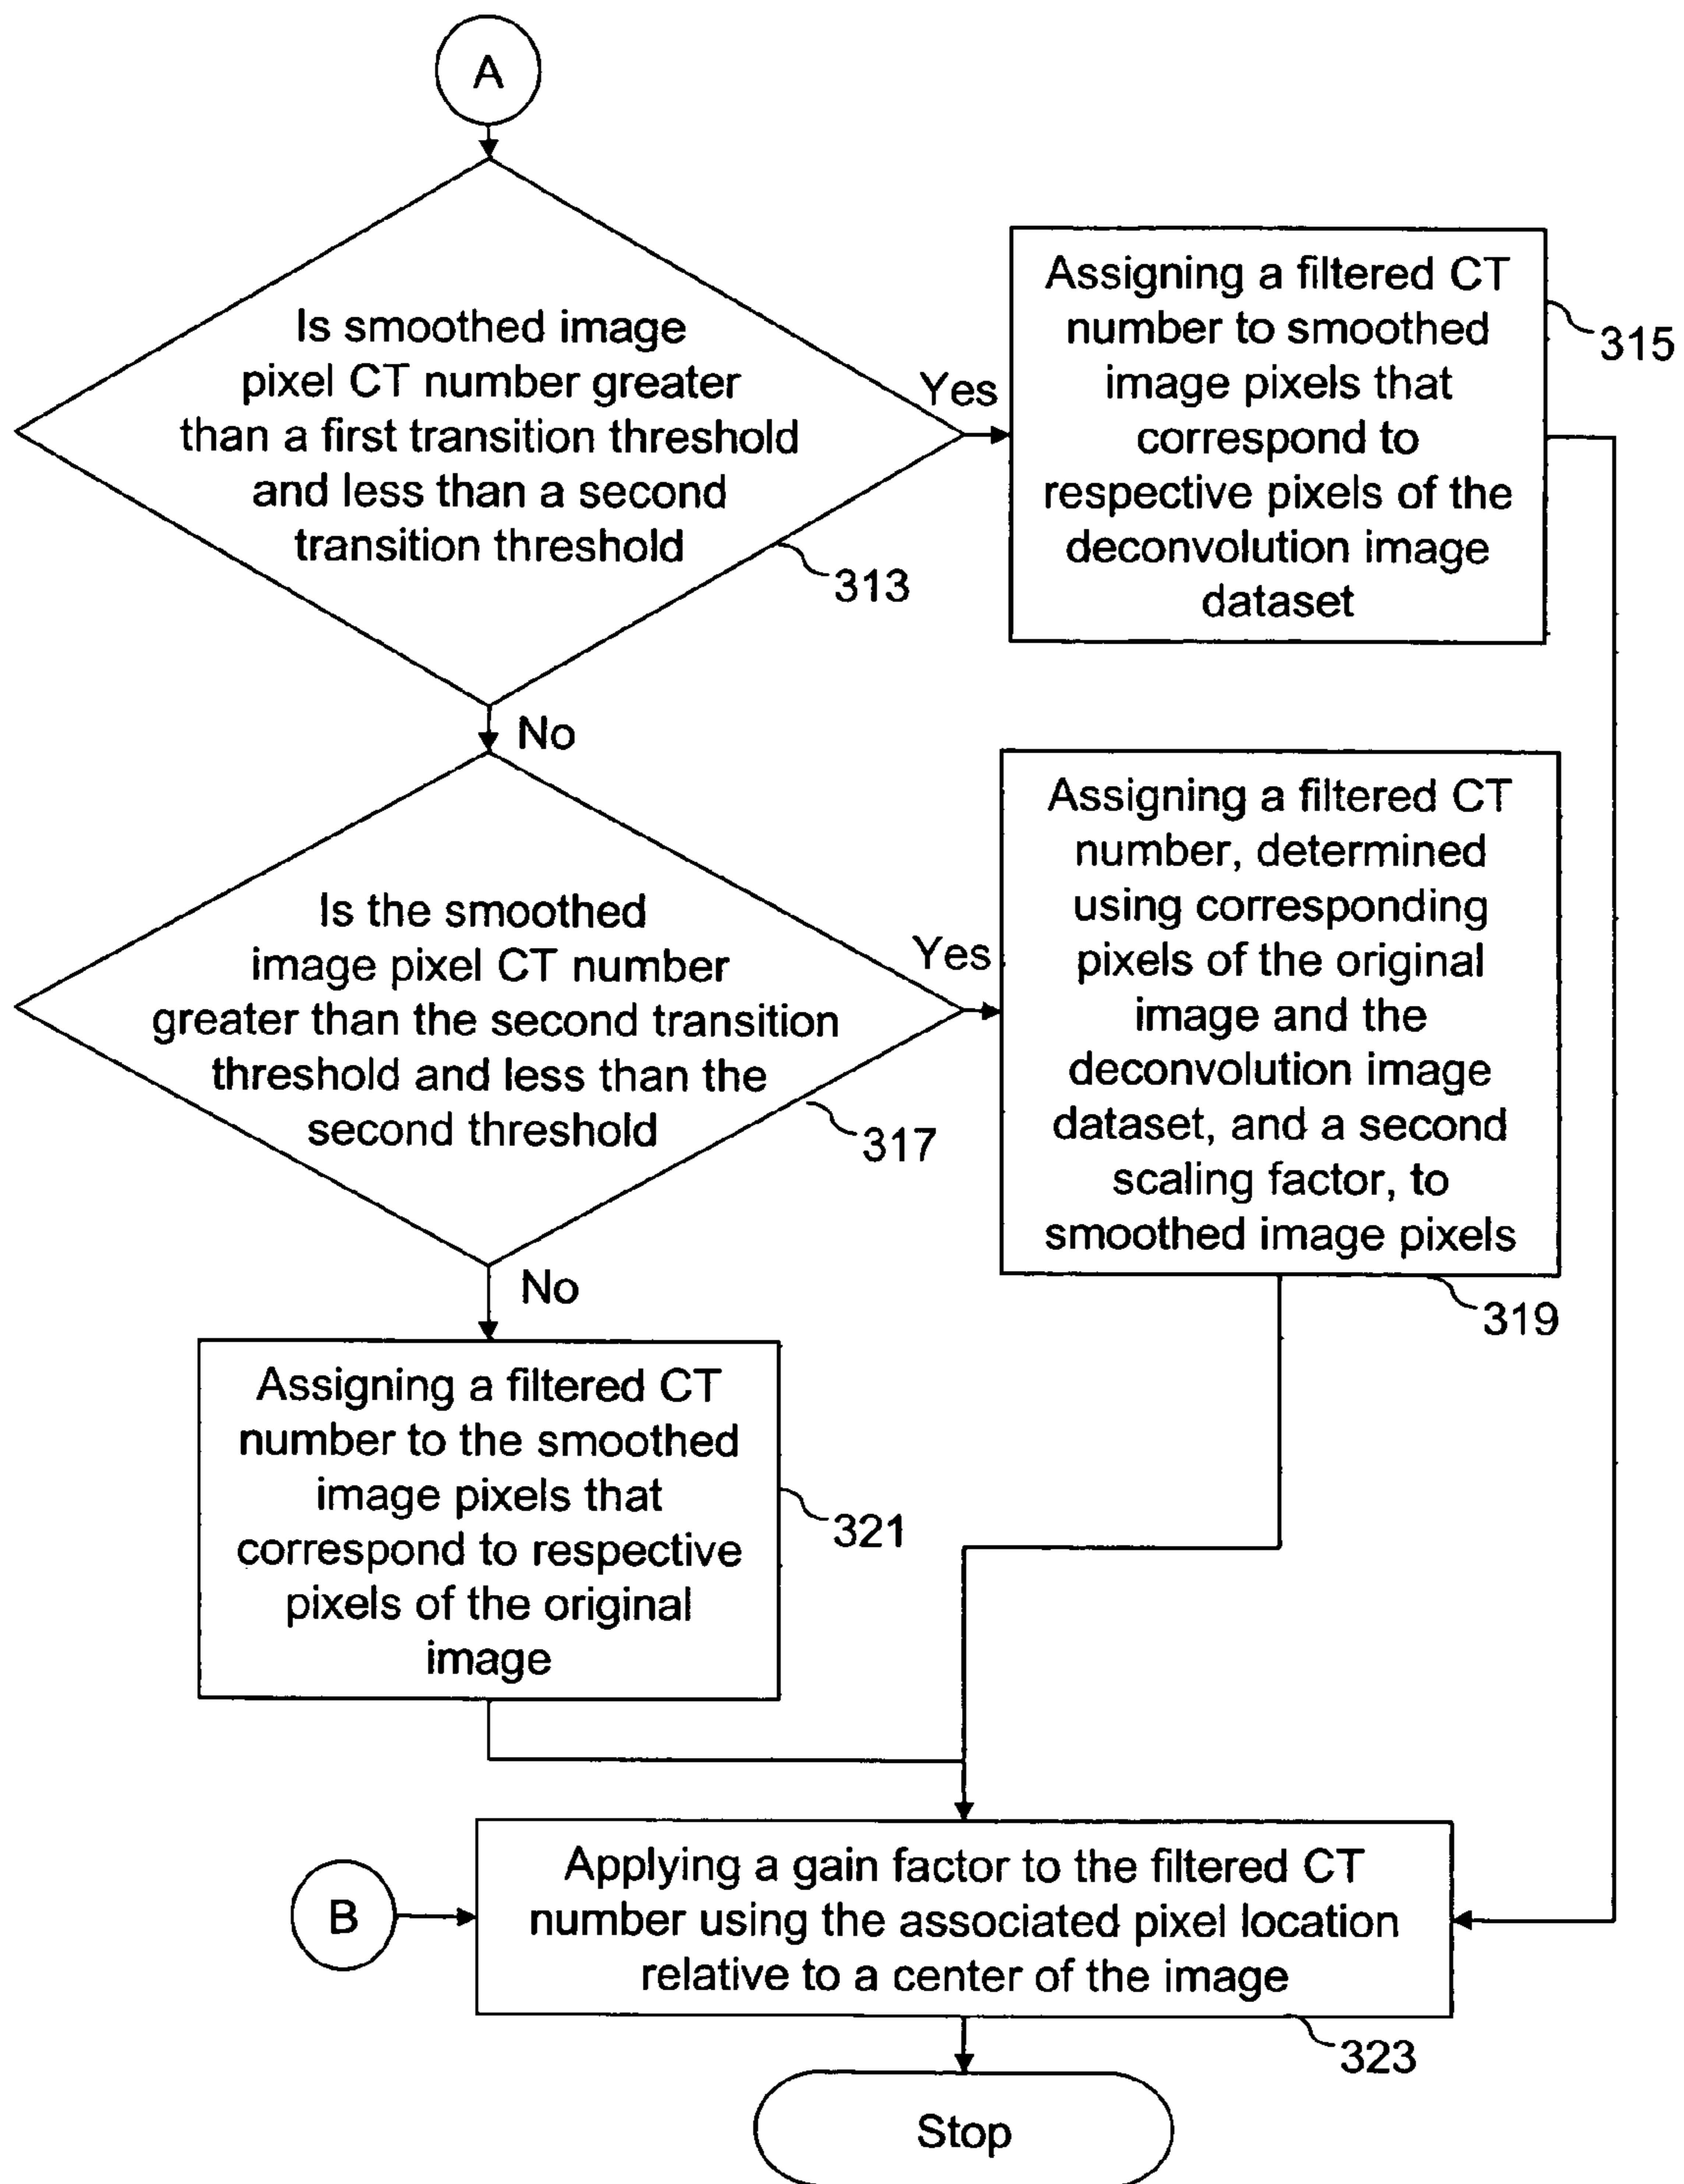 A
Is smoothed image
pixel CT number greater
than a first transition threshold
and less than a second
transition threshold
313
Yes
Assigning a filtered CT
number to smoothed
image pixels that
correspond to
respective pixels of the
deconvolution image
dataset
315
No
Is the smoothed
image pixel CT number
greater than the second transition
threshold and less than the
second threshold
317
Yes
Assigning a filtered CT
number, determined
using corresponding
pixels of the original
image and the
deconvolution image
dataset, and a second
scaling factor, to
smoothed image pixels
319
No
Assigning a filtered CT
number to the smoothed
image pixels that
correspond to respective
pixels of the original
image
321
B
Applying a gain factor to the filtered CT
number using the associated pixel location
relative to a center of the image
323
Stop